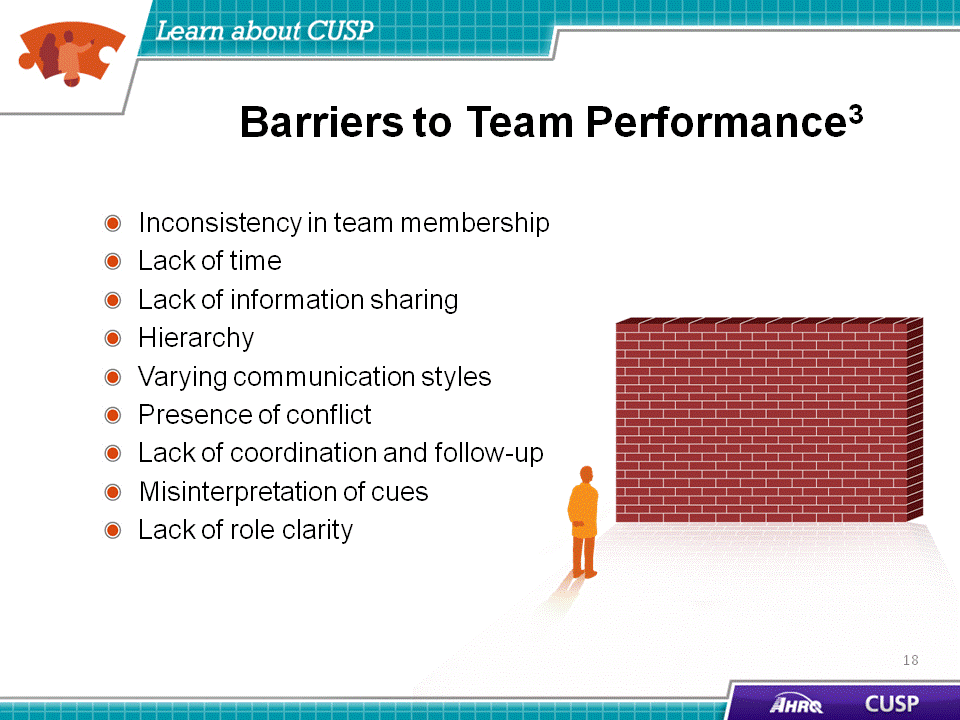 Learn about CUSP
Barriers to Team Performance³
Inconsistency in team membership
Lack of time
Lack of information sharing
Hierarchy
Varying communication styles
Presence of conflict
Lack of coordination and follow-up
Misinterpretation of cues
Lack of role clarity
18
AHRQ CUSP